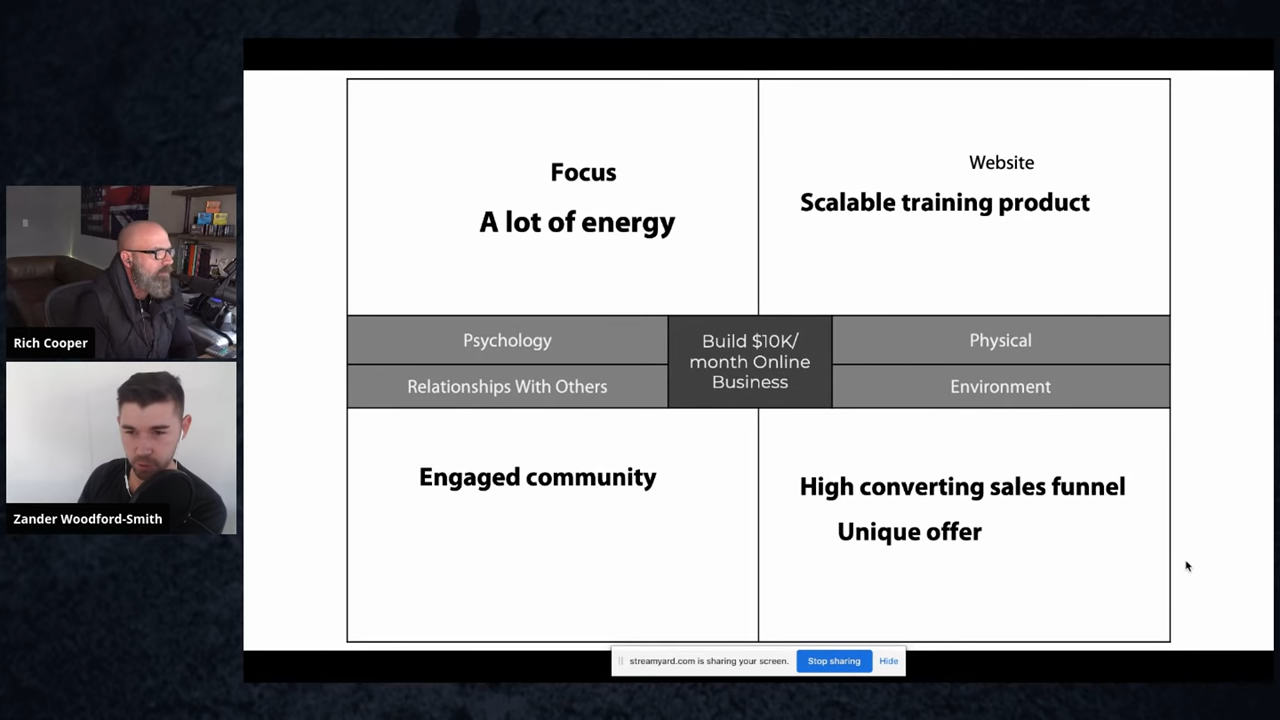 Rich Cooper
Zander Woodford-Smith
Focus
A lot of energy
Website
Scalable training product
Psychology
Relationships With Others
Build $10K/
month Online
Business
Physical
Environment
Engaged community
High converting sales funnel
Unique offer
streamyard.com is sharing your screen.
Stop sharing
Hide